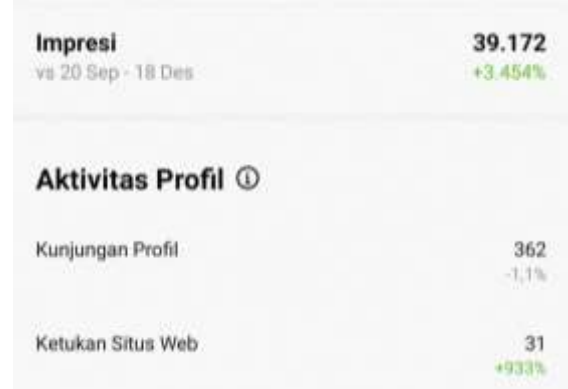 Impresi 39.172
vs 20 Sep - 18 Des +3.454%
Aktivitas Profil
Kunjungan Profil 362
-1,1%
Ketukan Situs Web 31
+933%